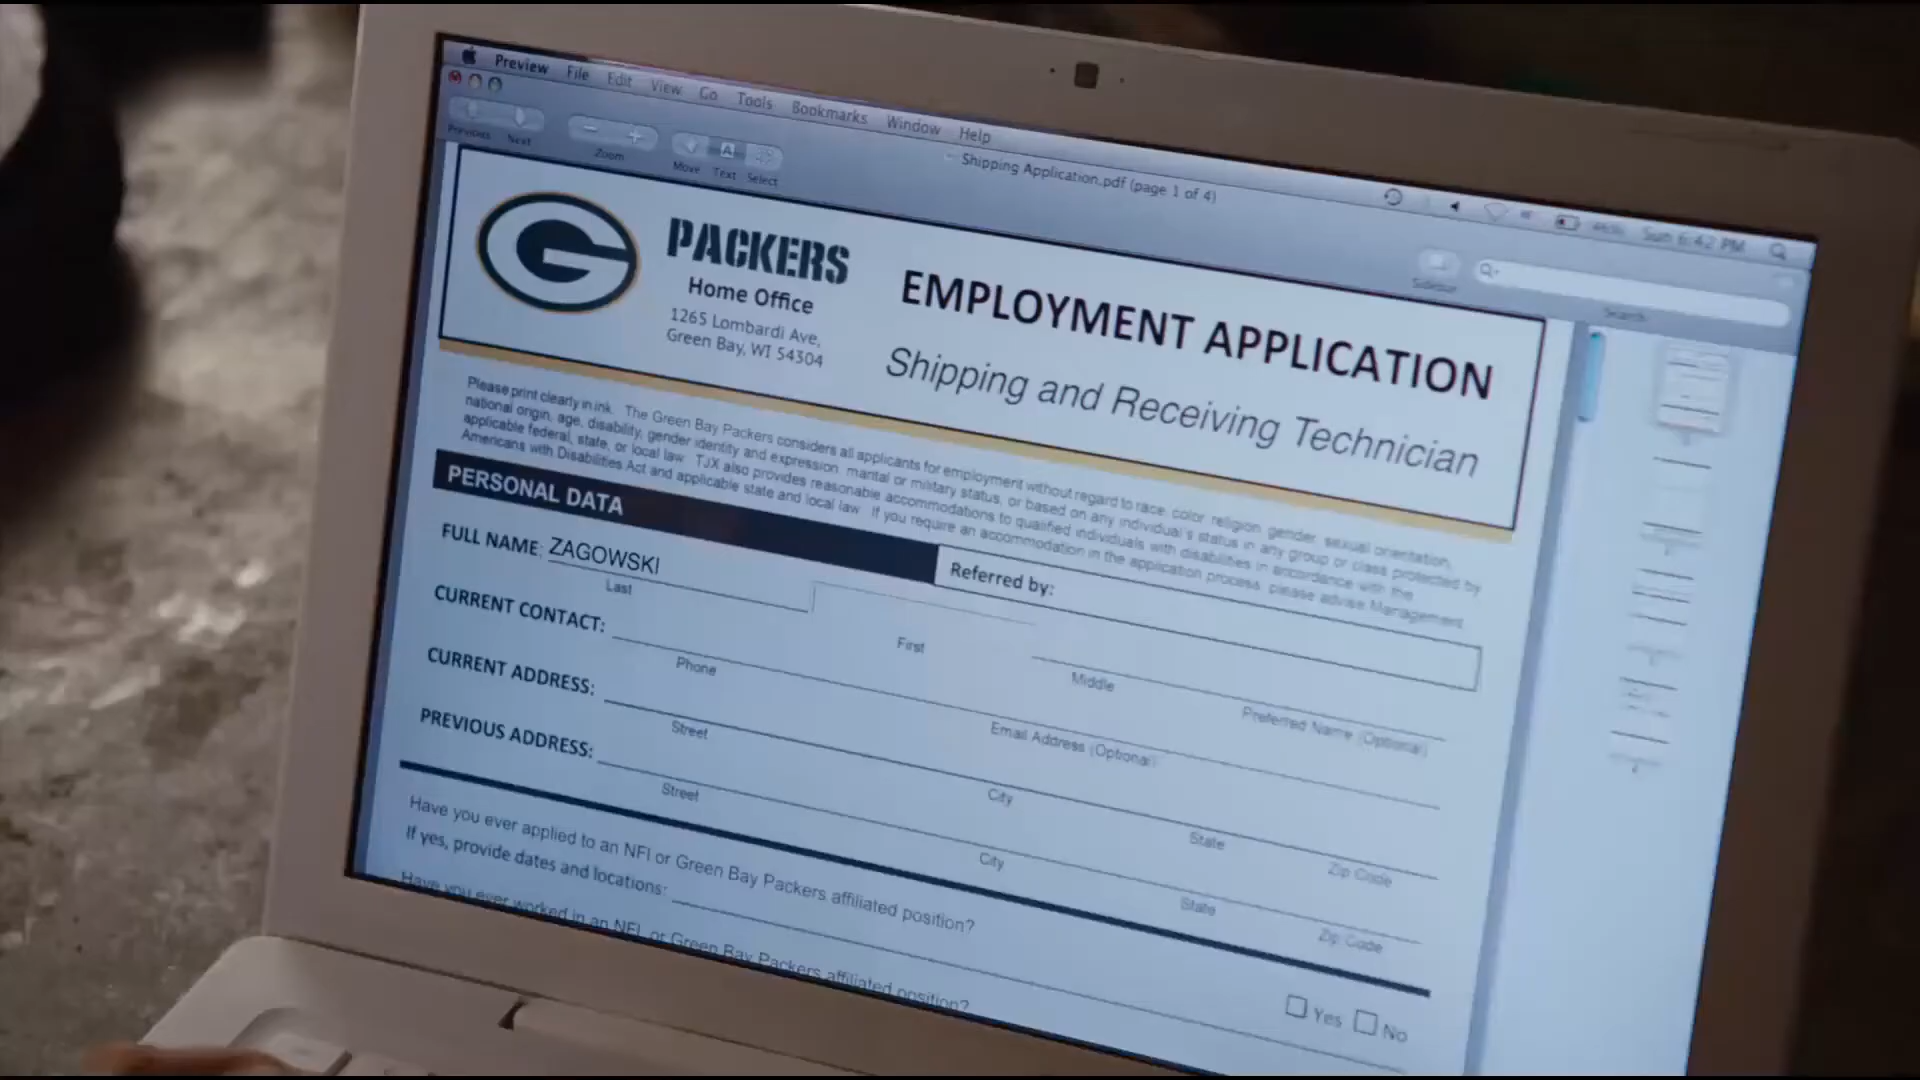 Preview File Edit View Go Tools Bookmarks Window Help
Shipping Application.pdf (page 1 of 4)
Sun 6:42 PM
Previous Next Zoom Move Text Select Sidebar Search
G PACKERS
Home Office
1265 Lombardi Ave,
Green Bay, WI 54304
EMPLOYMENT APPLICATION
Shipping and Receiving Technician
Please print clearly in ink. The Green Bay Packers considers all applicants for employment without regard to race, color, religion, gender, sexual orientation,
national origin, age, disability, gender identity and expression, marital or military status, or based on any individual's status in any group or class protected by
applicable federal, state, or local law. TJX also provides reasonable accommodations to qualified individuals with disabilities in accordance with the
Americans with Disabilities Act and applicable state and local law. If you require an accommodation in the application process, please advise Management.
PERSONAL DATA
Referred by:
FULL NAME: ZAGOWSKI
Last First Middle Preferred Name (Optional)
CURRENT CONTACT:
Phone Email Address (Optional)
CURRENT ADDRESS:
Street City State Zip Code
PREVIOUS ADDRESS:
Street City State Zip Code
Have you ever applied to an NFl or Green Bay Packers affiliated position?
Yes No
If yes, provide dates and locations:
Have you ever worked in an NFL or Green Bay Packers affiliated position?